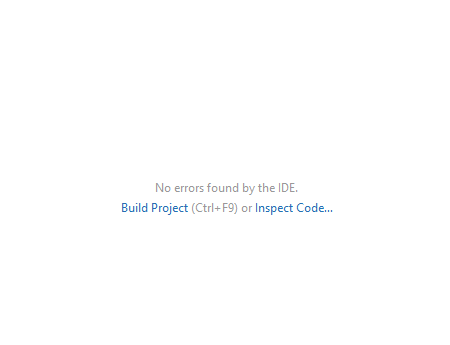 No errors found by the IDE.
Build Project (Ctrl+F9) or Inspect Code...